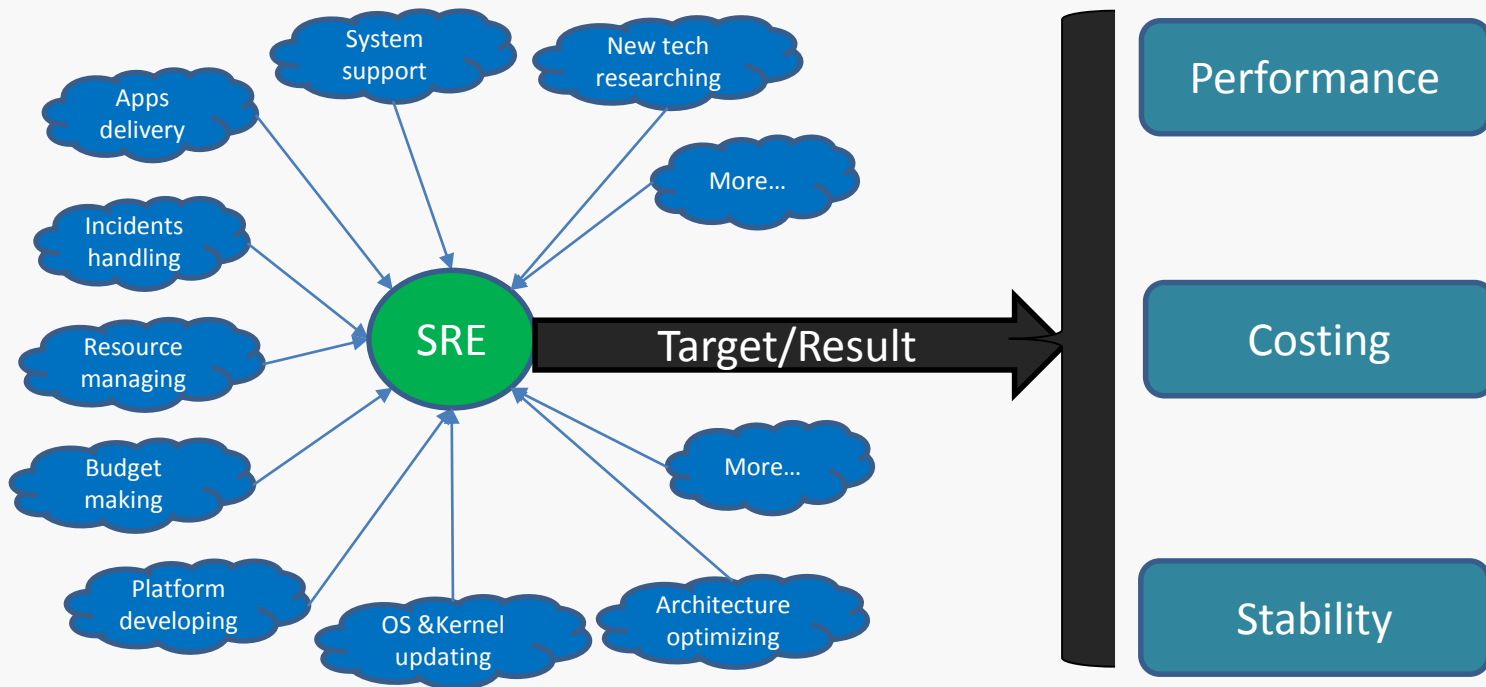 System
support
New tech
researching
Performance
Apps
delivery
More...
Incidents
handling
Resource
managing
SRE
Target/Result
Costing
Budget
making
More...
Platform
developing
OS &Kernel
updating
Architecture
optimizing
Stability